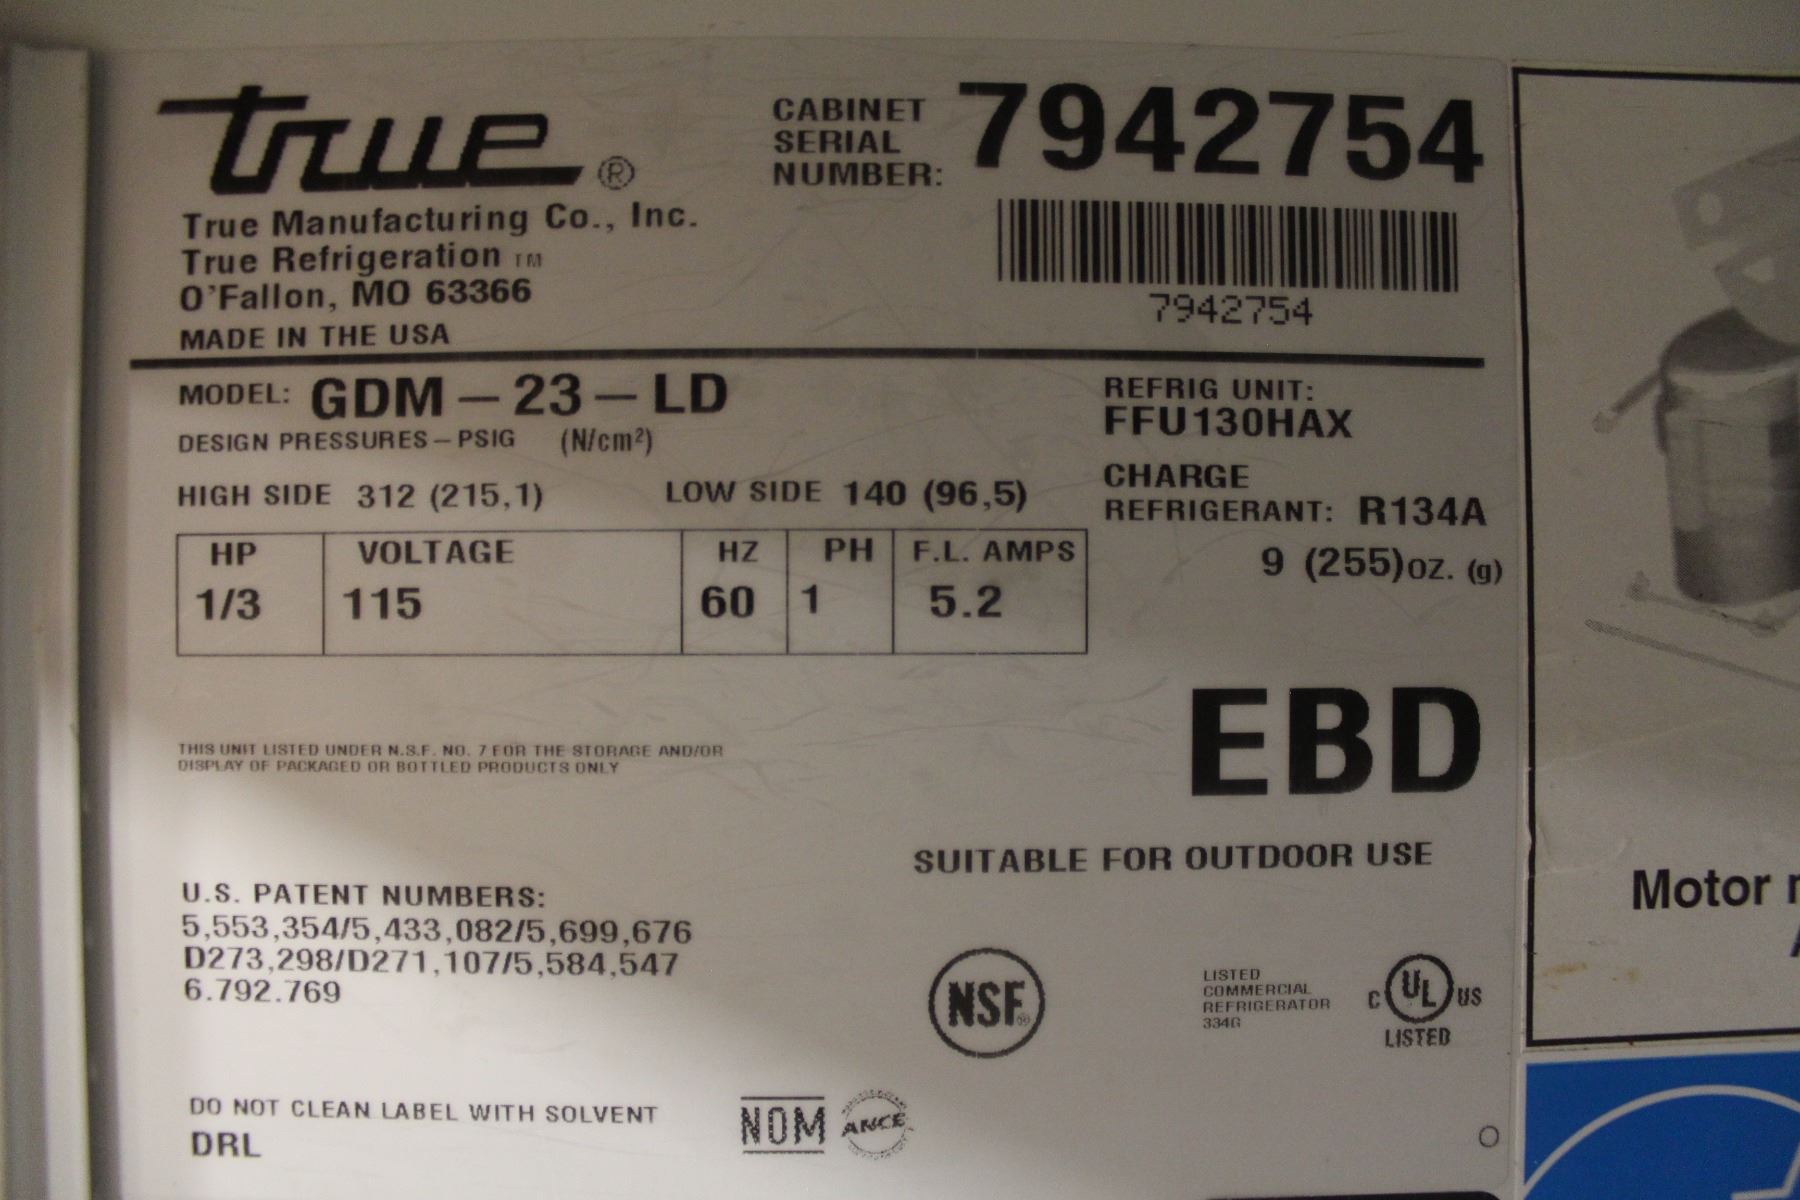 true®
True Manufacturing Co., Inc.
True Refrigeration TM
O'Fallon, MO 63366
MADE IN THE USA
CABINET
SERIAL
NUMBER: 7942754
7942754
MODEL: GDM-23-LD
DESIGN PRESSURES-PSIG (N/cm²)
HIGH SIDE 312 (215,1) LOW SIDE 140 (96,5)
REFRIG UNIT:
FFU130HAX
CHARGE
REFRIGERANT: R134A
9 (255)oz. (g)
HP VOLTAGE HZ PH F.L. AMPS
1/3 115 60 1 5.2
EBD
THIS UNIT LISTED UNDER N.S.F. NO. 7 FOR THE STORAGE AND/OR
DISPLAY OF PACKAGED OR BOTTLED PRODUCTS ONLY
SUITABLE FOR OUTDOOR USE
U.S. PATENT NUMBERS:
5,553,354/5,433,082/5,699,676
D273,298/D271,107/5,584,547
6.792.769
NSF®
LISTED
COMMERCIAL
REFRIGERATOR
334G
C UL US
LISTED
DO NOT CLEAN LABEL WITH SOLVENT
DRL
NOM
ANCE
Motor